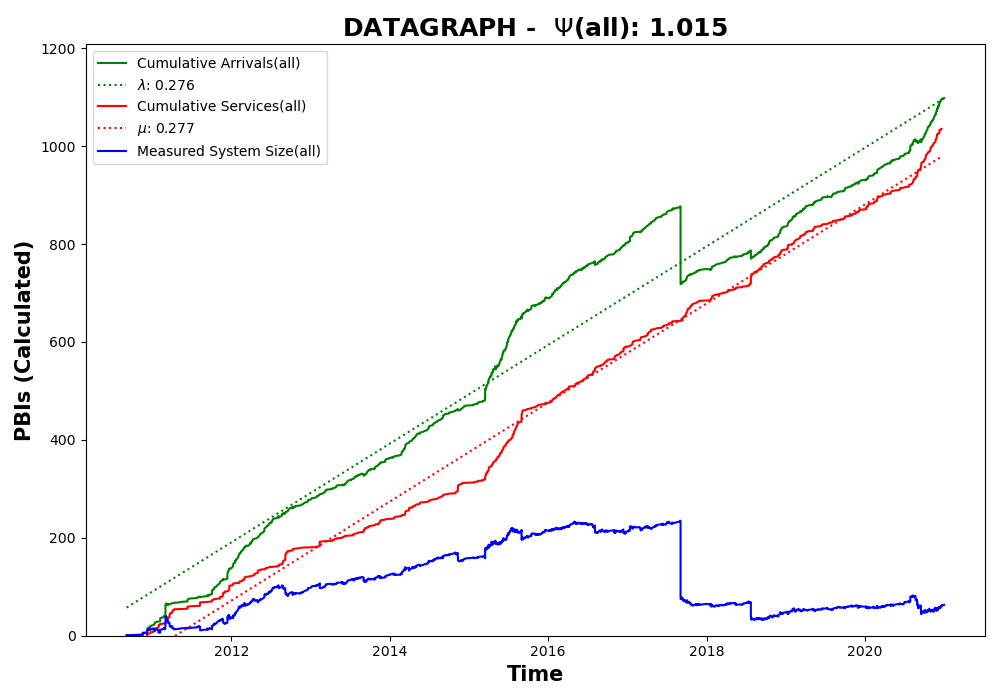 DATAGRAPH - Ψ(all): 1.015
1200
1000
800
600
400
200
0
PBIs (Calculated)
Cumulative Arrivals(all)
λ: 0.276
Cumulative Services(all)
μ: 0.277
Measured System Size(all)
2012 2014 2016 2018 2020
Time